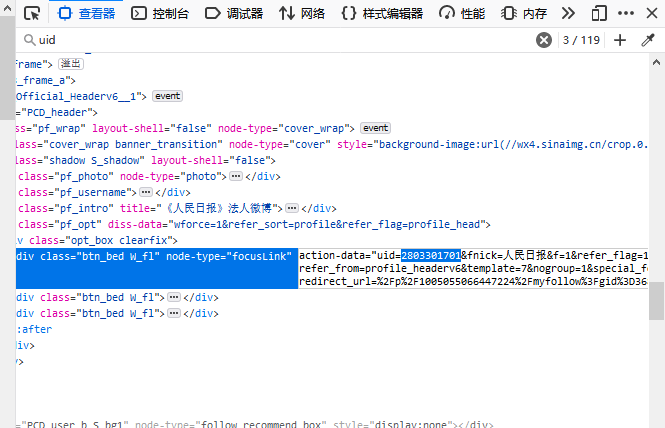 查看器 控制台 调试器 网络 样式编辑器 性能 内存
uid 3 / 119
frame"> 溢出
s_frame_a">
Official_Headerv6__1"> event
="PCD_header">
ass="pf_wrap" layout-shell="false" node-type="cover_wrap"> event
class="cover_wrap banner_transition" node-type="cover" style="background-image:url(//wx4.sinaimg.cn/crop.0.
class="shadow S_shadow" layout-shell="false">
class="pf_photo" node-type="photo"> ••• </div>
class="pf_username"> ••• </div>
class="pf_intro" title="《人民日报》法人微博"> ••• </div>
class="pf_opt" diss-data="wforce=1&refer_sort=profile&refer_flag=profile_head">
iv class="opt_box clearfix">
div class="btn_bed W_fl" node-type="focusLink" action-data="uid=2803301701&fnick=人民日报&f=1&refer_flag=1
refer_from=profile_headerv6&template=7&nogroup=1&special_fo
redirect_url=%2Fp%2F1005055066447224%2Fmyfollow%3Fgid%3D36
div class="btn_bed W_fl"> ••• </div>
div class="btn_bed W_fl"> ••• </div>
:after
div>
v>
="PCD_user_b S_bg1" node-type="follow_recommend_box" style="display:none"></div>